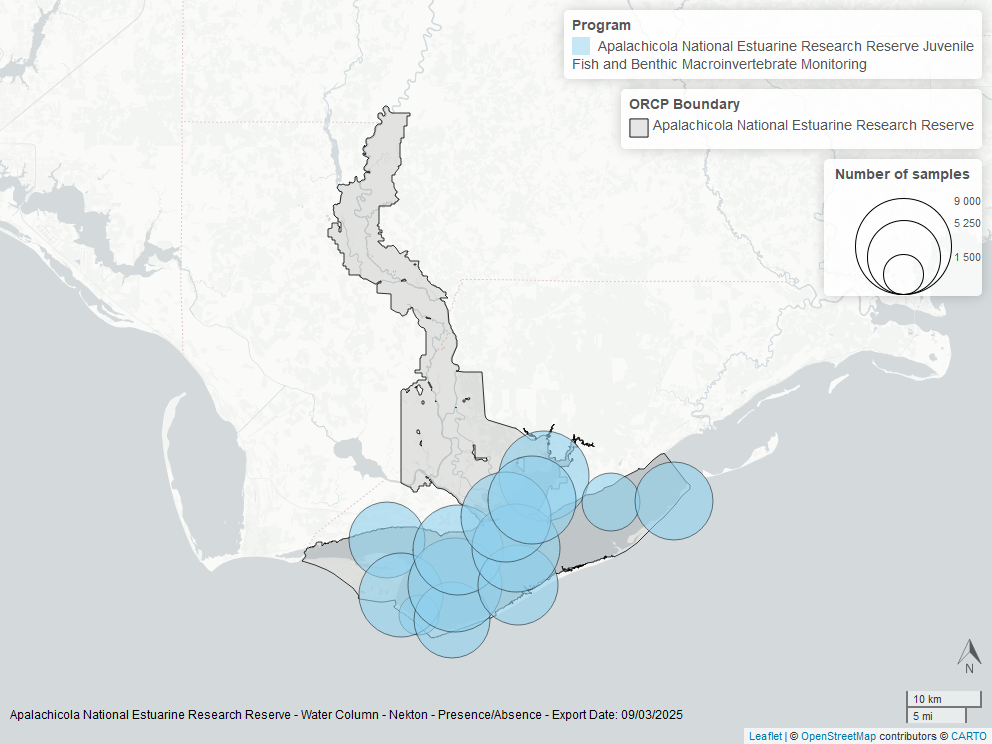 Program
Apalachicola National Estuarine Research Reserve Juvenile
Fish and Benthic Macroinvertebrate Monitoring
ORCP Boundary
Apalachicola National Estuarine Research Reserve
Number of samples
9 000
5 250
1 500
N
10 km
5 mi
Apalachicola National Estuarine Research Reserve - Water Column - Nekton - Presence/Absence - Export Date: 09/03/2025
Leaflet | © OpenStreetMap contributors © CARTO